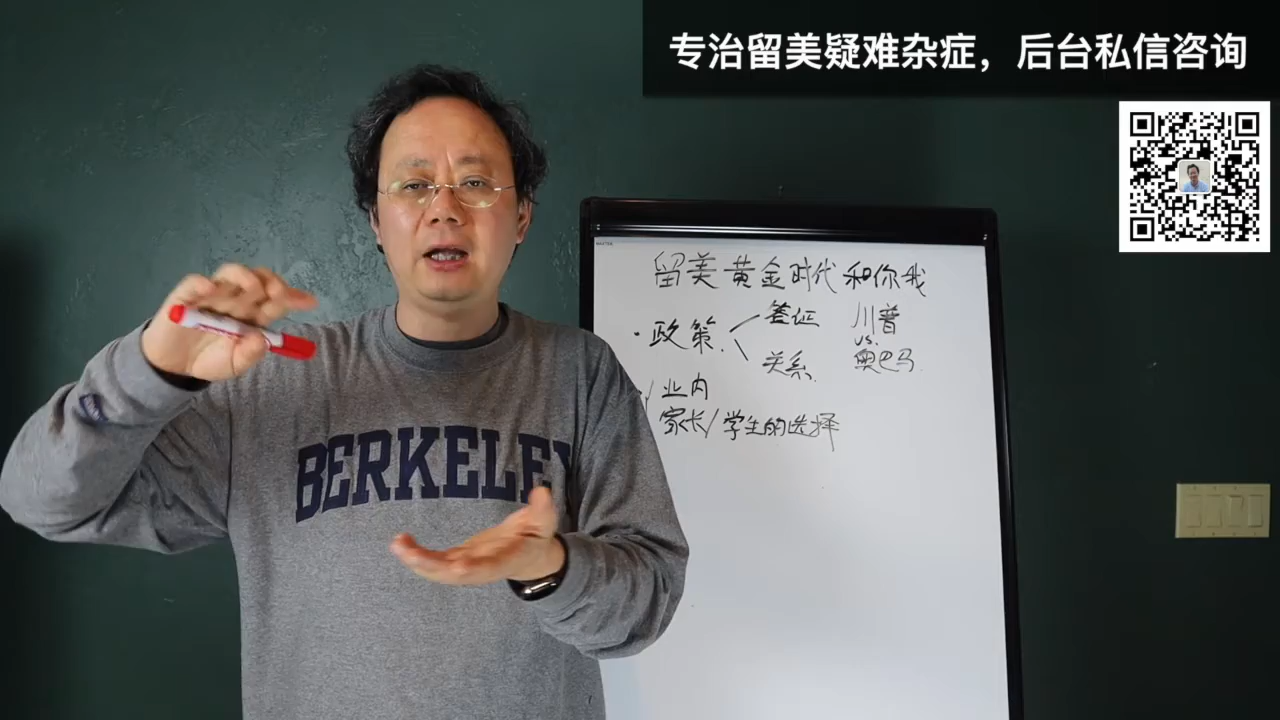 专治留美疑难杂症，后台私信咨询
留美黄金时代和你我
·政策 签证 川普
vs.
关系 奥巴马
业内
家长/学生的选择
BERKELEY